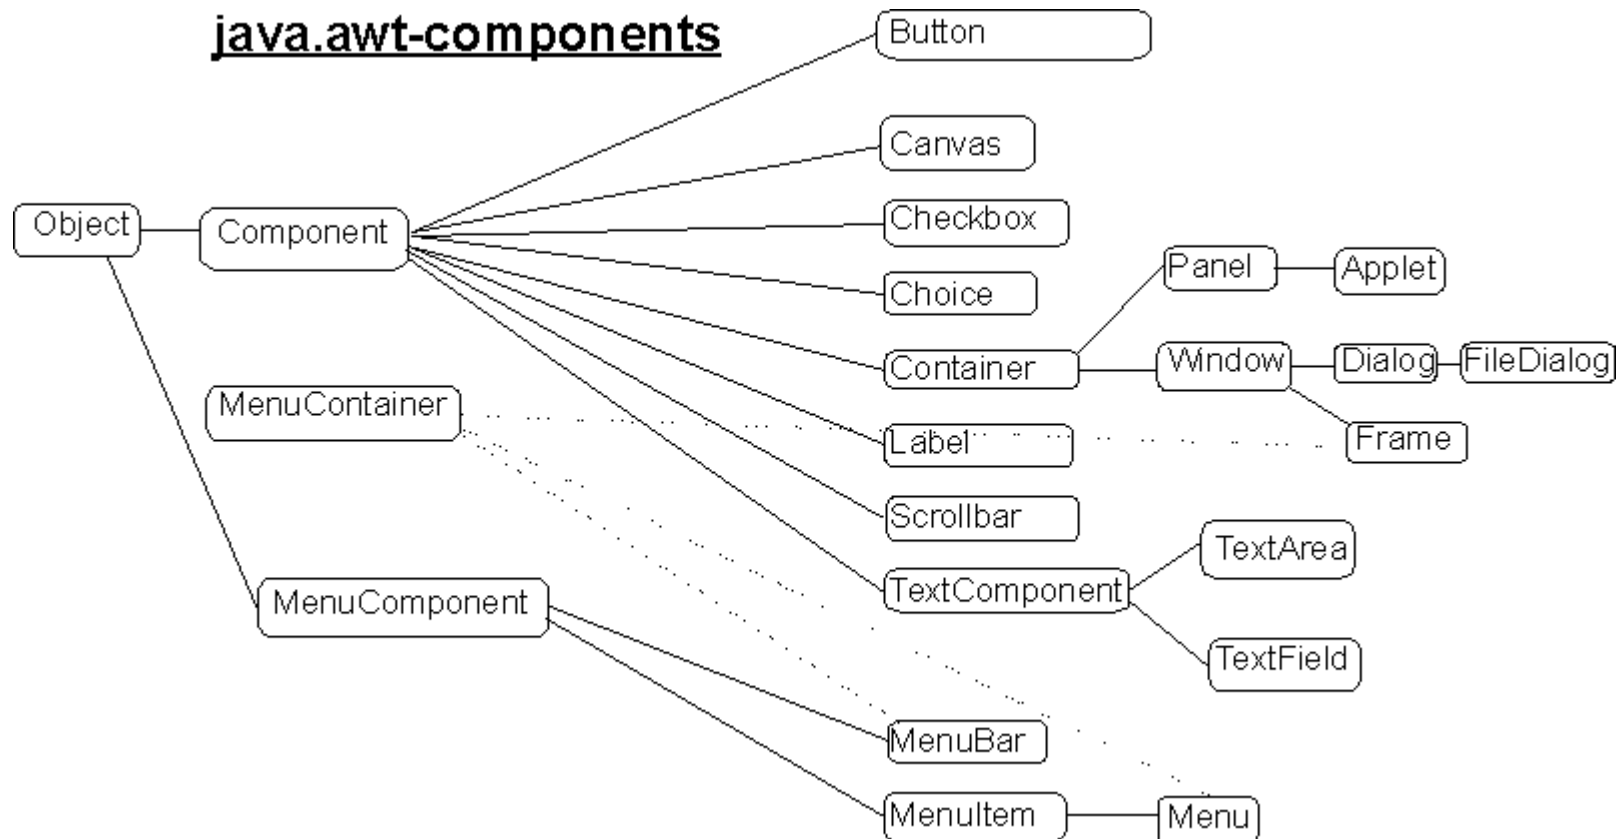 java.awt-components
Button
Canvas
Object
Component
Checkbox
Choice
Panel
Applet
Container
Window
Dialog
FileDialog
MenuContainer
Label
Frame
Scrollbar
TextArea
MenuComponent
TextComponent
TextField
MenuBar
MenuItem
Menu